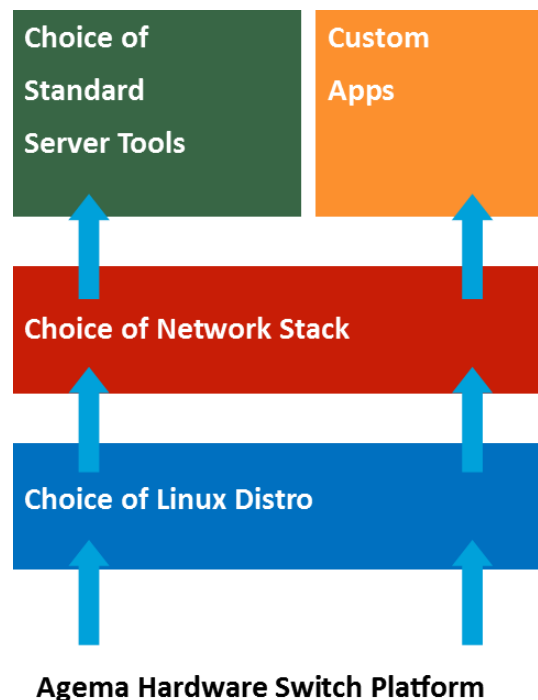 Choice of
Standard
Server Tools
Custom
Apps
Choice of Network Stack
Choice of Linux Distro
Agema Hardware Switch Platform